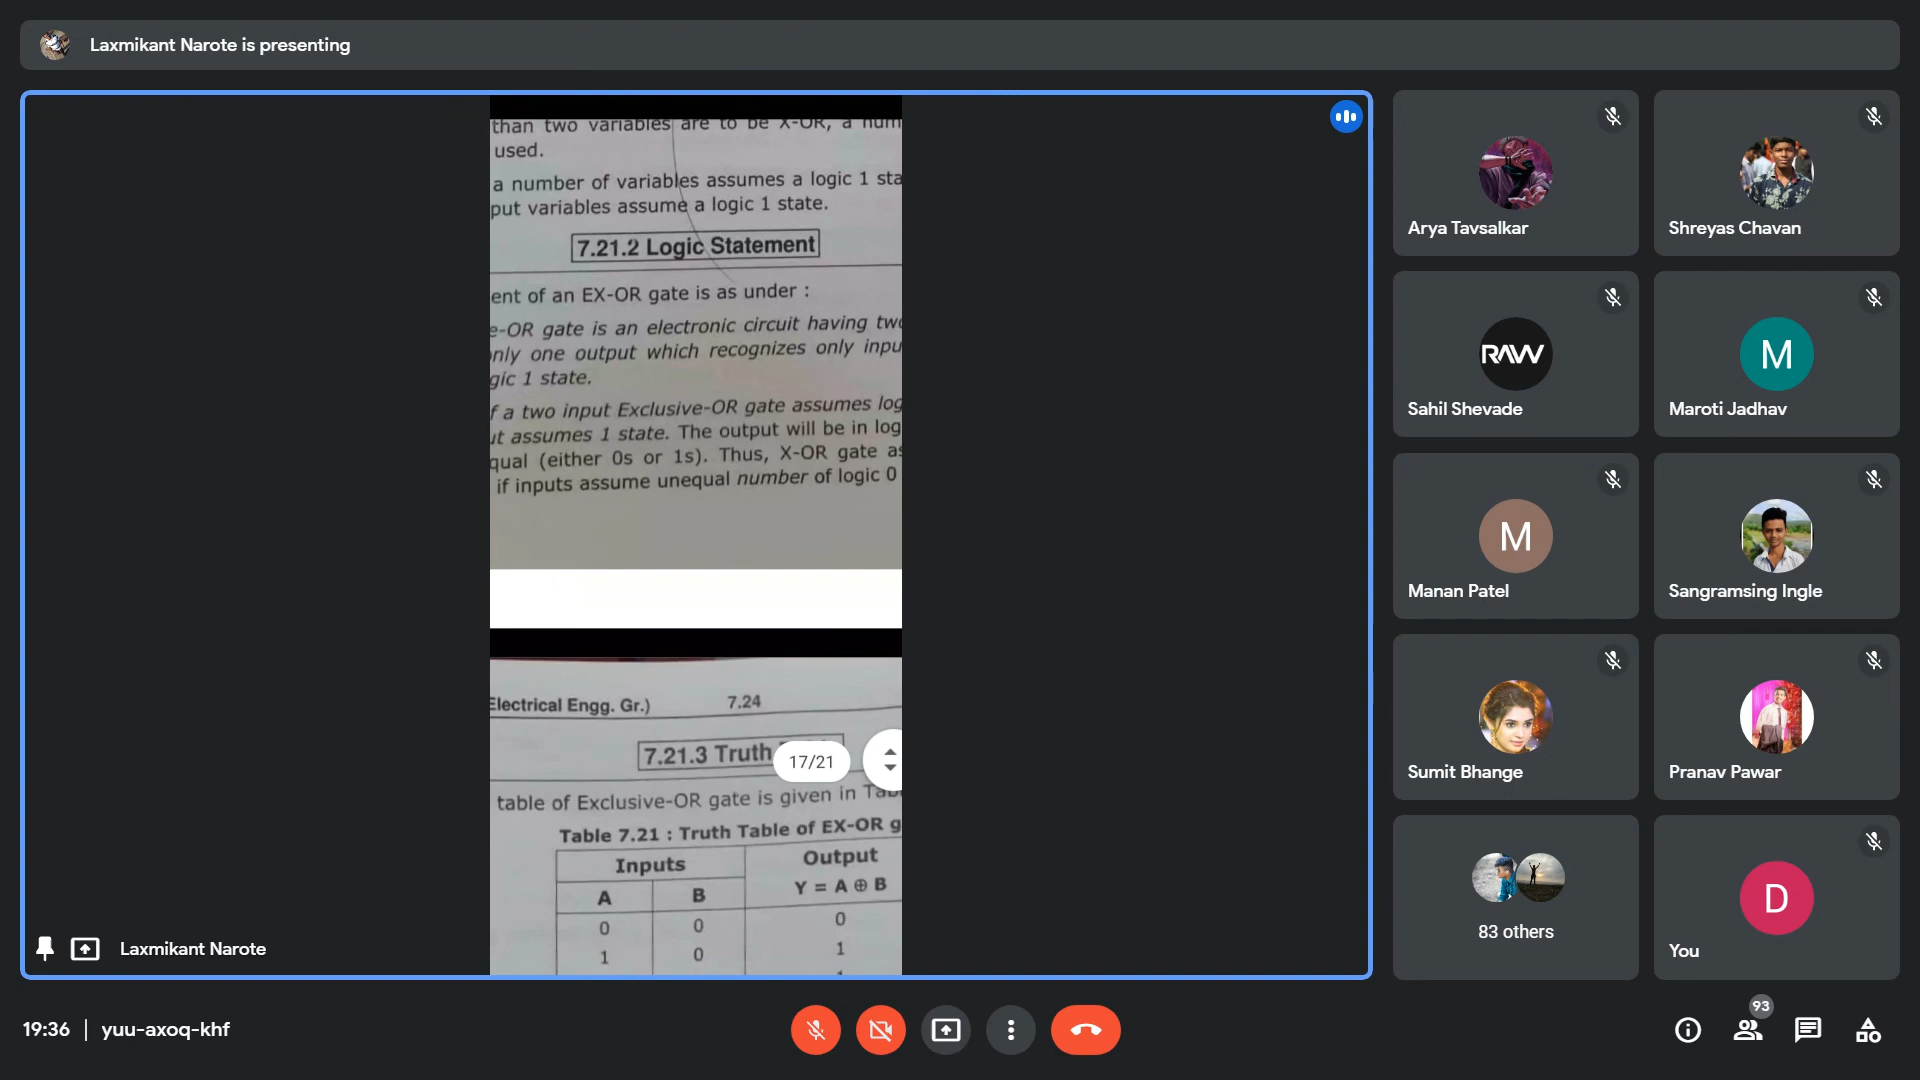 Laxmikant Narote is presenting
than two variables are to be X-OR, a num
used.
a number of variables assumes a logic 1 sta
put variables assume a logic 1 state.
7.21.2 Logic Statement
ent of an EX-OR gate is as under :
e-OR gate is an electronic circuit having two
only one output which recognizes only inpu
gic 1 state.
f a two input Exclusive-OR gate assumes log
ut assumes 1 state. The output will be in log
qual (either 0s or 1s). Thus, X-OR gate as
if inputs assume unequal number of logic 0
Electrical Engg. Gr.) 7.24
7.21.3 Truth
17/21
table of Exclusive-OR gate is given in Tab
Table 7.21 : Truth Table of EX-OR g
Inputs Output
A B Y = A ⊕ B
0 0 0
1 0 1
Laxmikant Narote
Arya Tavsalkar
Shreyas Chavan
RAW
Sahil Shevade
M
Maroti Jadhav
M
Manan Patel
Sangramsing Ingle
Sumit Bhange
Pranav Pawar
83 others
D
You
19:36 | yuu-axoq-khf
93